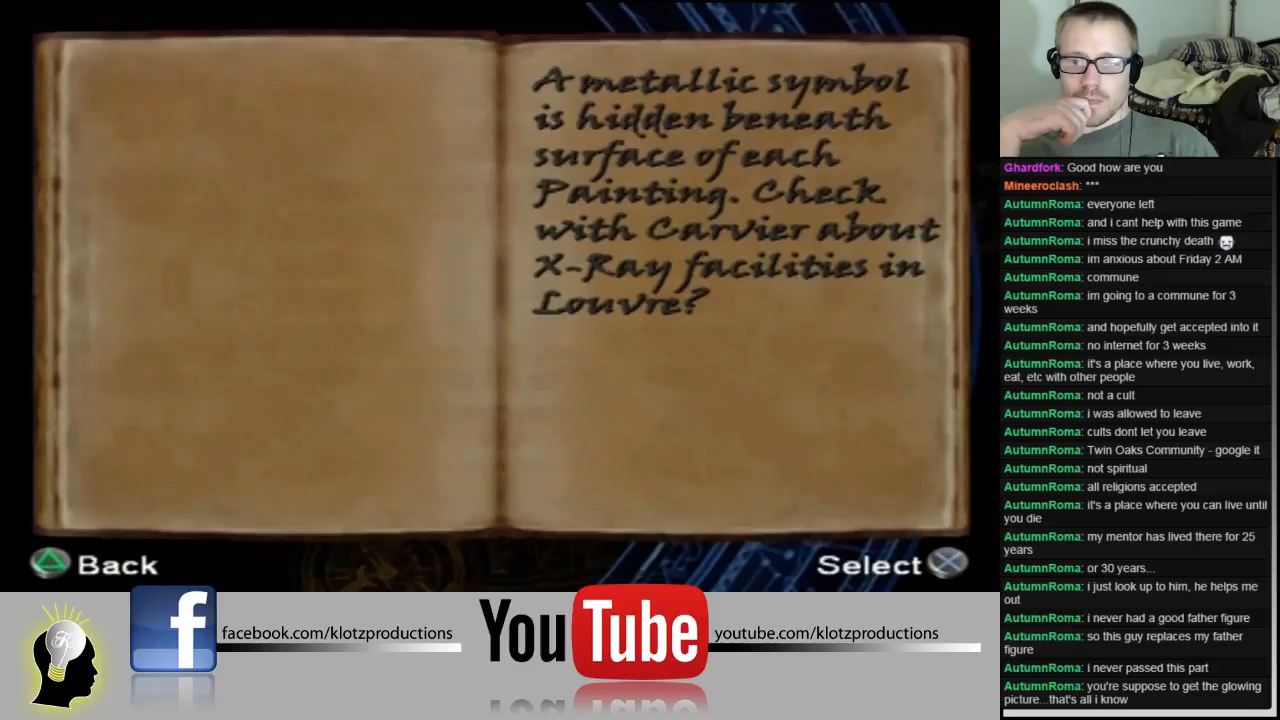 A metallic symbol
is hidden beneath
surface of each
Painting. Check
with Carvier about
X-Ray facilities in
Louvre?
Back
Select
facebook.com/klotzproductions
YouTube
youtube.com/klotzproductions
Ghardfork: Good how are you
Mineeroclash: ***
AutumnRoma: everyone left
AutumnRoma: and i cant help with this game
AutumnRoma: i miss the crunchy death
AutumnRoma: im anxious about Friday 2 AM
AutumnRoma: commune
AutumnRoma: im going to a commune for 3
weeks
AutumnRoma: and hopefully get accepted into it
AutumnRoma: no internet for 3 weeks
AutumnRoma: it's a place where you live, work,
eat, etc with other people
AutumnRoma: not a cult
AutumnRoma: i was allowed to leave
AutumnRoma: cults dont let you leave
AutumnRoma: Twin Oaks Community - google it
AutumnRoma: not spiritual
AutumnRoma: all religions accepted
AutumnRoma: it's a place where you can live until
you die
AutumnRoma: my mentor has lived there for 25
years
AutumnRoma: or 30 years...
AutumnRoma: i just look up to him, he helps me
out
AutumnRoma: i never had a good father figure
AutumnRoma: so this guy replaces my father
figure
AutumnRoma: i never passed this part
AutumnRoma: you're suppose to get the glowing
picture...that's all i know